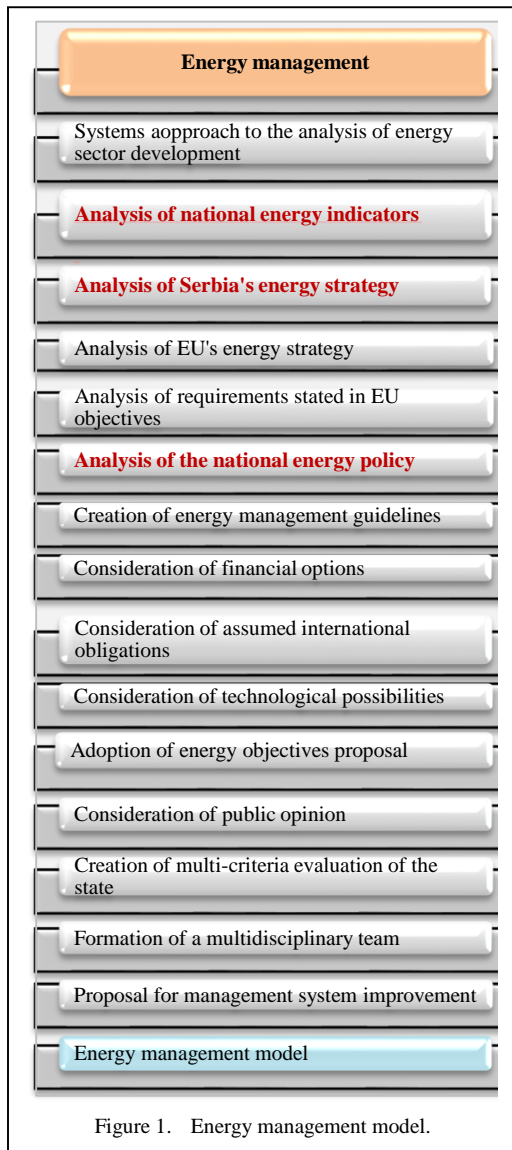 Energy management
Systems aopproach to the analysis of energy
sector development
Analysis of national energy indicators
Analysis of Serbia's energy strategy
Analysis of EU's energy strategy
Analysis of requirements stated in EU
objectives
Analysis of the national energy policy
Creation of energy management guidelines
Consideration of financial options
Consideration of assumed international
obligations
Consideration of technological possibilities
Adoption of energy objectives proposal
Consideration of public opinion
Creation of multi-criteria evaluation of the
state
Formation of a multidisciplinary team
Proposal for management system improvement
Energy management model
Figure 1. Energy management model.